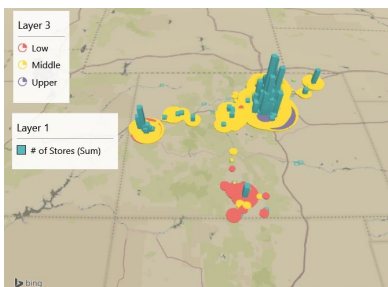 Layer 3
Low
Middle
Upper
Layer 1
# of Stores (Sum)
bing